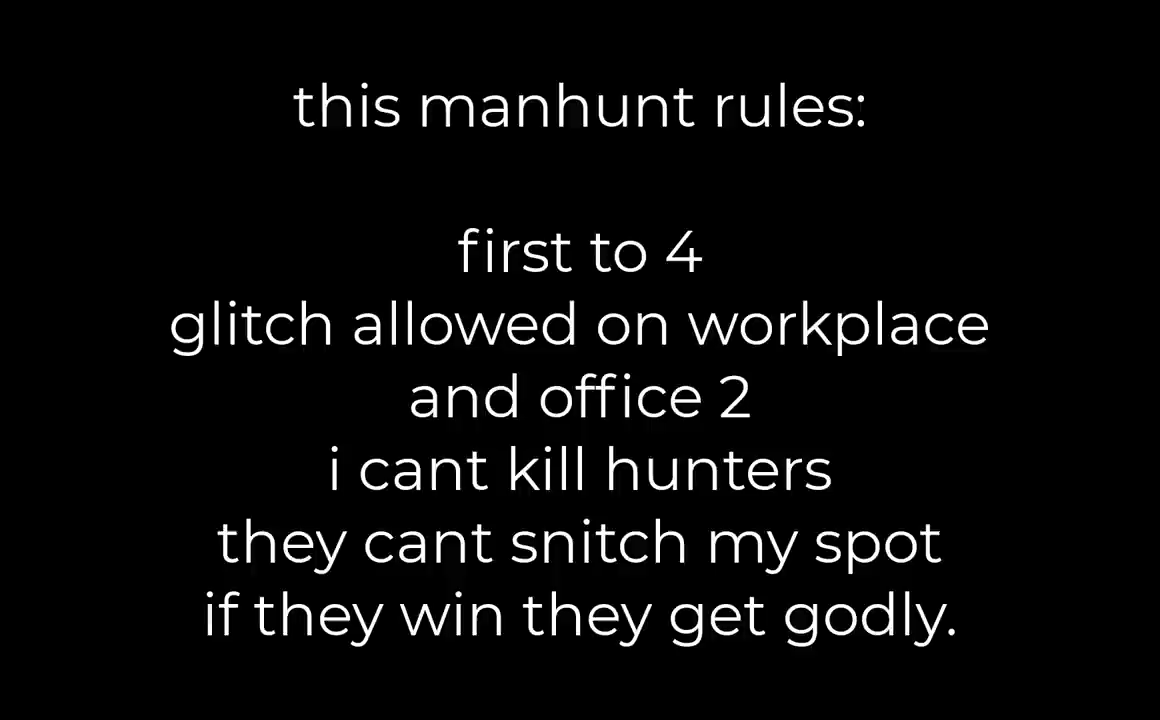 this manhunt rules:
first to 4
glitch allowed on workplace
and office 2
i cant kill hunters
they cant snitch my spot
if they win they get godly.